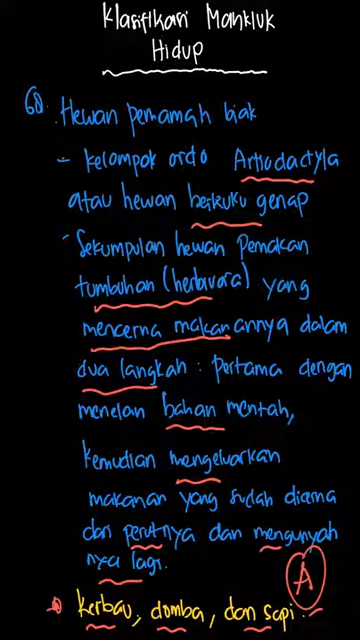 Klasifikasi Makhluk
Hidup
60. Hewan pemamah biak
- Kelompok ordo Artiodactyla
atau hewan berkuku genap
- Sekumpulan hewan pemakan
tumbuhan (herbivora) yang
mencerna makanannya dalam
dua langkah : pertama dengan
menelan bahan mentah,
kemudian mengeluarkan
makanan yang sudah dicerna
dari perutnya dan mengunyah
nya lagi.
A
kerbau, domba, dan sapi.